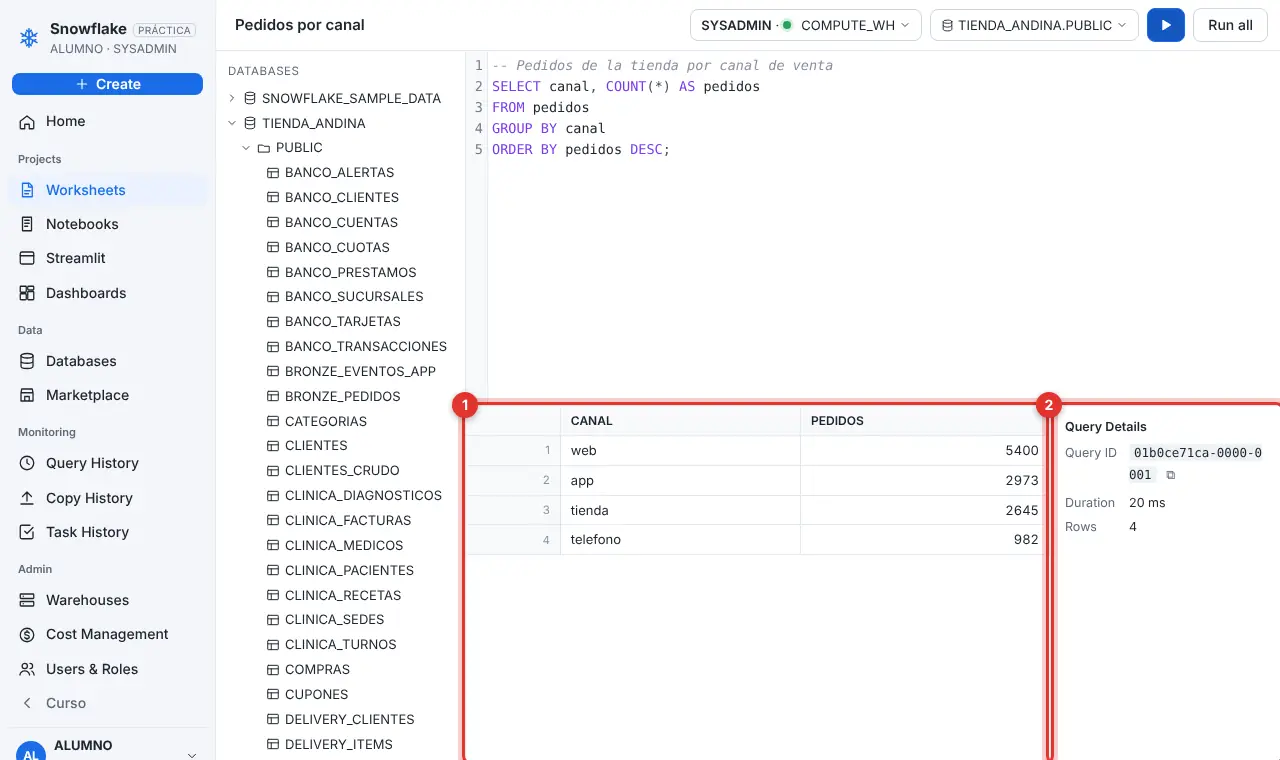 Snowflake PRÁCTICA
ALUMNO · SYSADMIN
+ Create
Home
Projects
Worksheets
Notebooks
Streamlit
Dashboards
Data
Databases
Marketplace
Monitoring
Query History
Copy History
Task History
Admin
Warehouses
Cost Management
Users & Roles
Curso
AL ALUMNO
Pedidos por canal
SYSADMIN · COMPUTE_WH
TIENDA_ANDINA.PUBLIC
Run all
DATABASES
SNOWFLAKE_SAMPLE_DATA
TIENDA_ANDINA
PUBLIC
BANCO_ALERTAS
BANCO_CLIENTES
BANCO_CUENTAS
BANCO_CUOTAS
BANCO_PRESTAMOS
BANCO_SUCURSALES
BANCO_TARJETAS
BANCO_TRANSACCIONES
BRONZE_EVENTOS_APP
BRONZE_PEDIDOS
CATEGORIAS
CLIENTES
CLIENTES_CRUDO
CLINICA_DIAGNOSTICOS
CLINICA_FACTURAS
CLINICA_MEDICOS
CLINICA_PACIENTES
CLINICA_RECETAS
CLINICA_SEDES
CLINICA_TURNOS
COMPRAS
CUPONES
DELIVERY_CLIENTES
DELIVERY_ITEMS
1 -- Pedidos de la tienda por canal de venta
2 SELECT canal, COUNT(*) AS pedidos
3 FROM pedidos
4 GROUP BY canal
5 ORDER BY pedidos DESC;
1
CANAL PEDIDOS
1 web 5400
2 app 2973
3 tienda 2645
4 telefono 982
2
Query Details
Query ID 01b0ce71ca-0000-0
001
Duration 20 ms
Rows 4